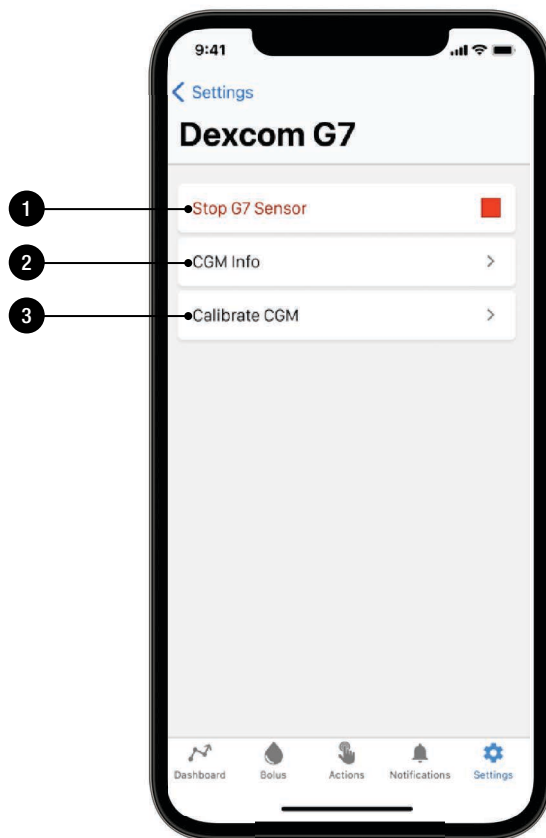 9:41
Settings
Dexcom G7
1
Stop G7 Sensor
2
CGM Info
3
Calibrate CGM
Dashboard
Bolus
Actions
Notifications
Settings